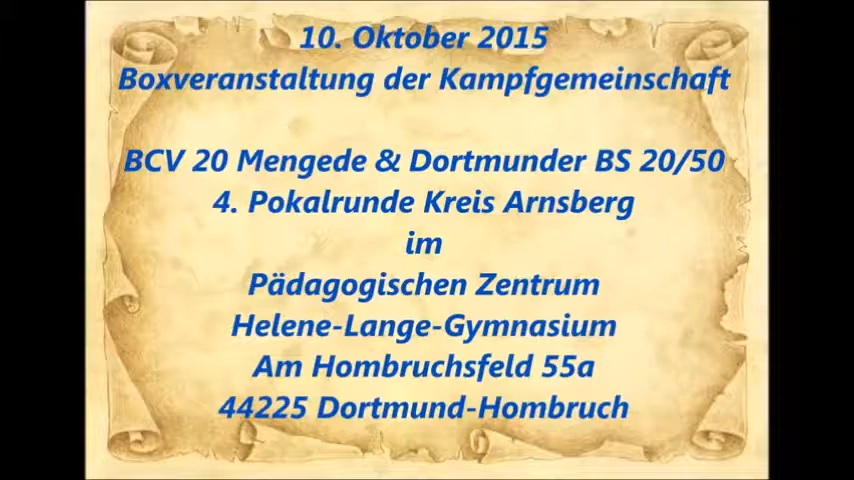 10. Oktober 2015
Boxveranstaltung der Kampfgemeinschaft
BCV 20 Mengede & Dortmunder BS 20/50
4. Pokalrunde Kreis Arnsberg
im
Pädagogischen Zentrum
Helene-Lange-Gymnasium
Am Hombruchsfeld 55a
44225 Dortmund-Hombruch